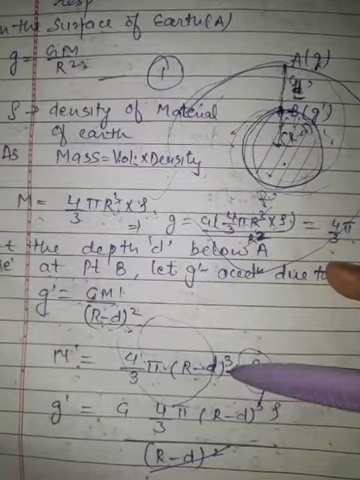 the Surface of Earth (A)
g = GM / R²
— (1)
A (g)
d
B (g')
(R-d)
ρ → density of Material
of earth
As Mass = Vol: × Density
M = 4/3 πR³ × ρ
⇒ g = G (4/3 πR³ × ρ) / R² = 4/3 π
the depth 'd' below A
at Pt B, let g' acc due to
g' = GM' / (R-d)²
M' = 4/3 π (R-d)³
g' = G 4/3 π (R-d)³ ρ / (R-d)²